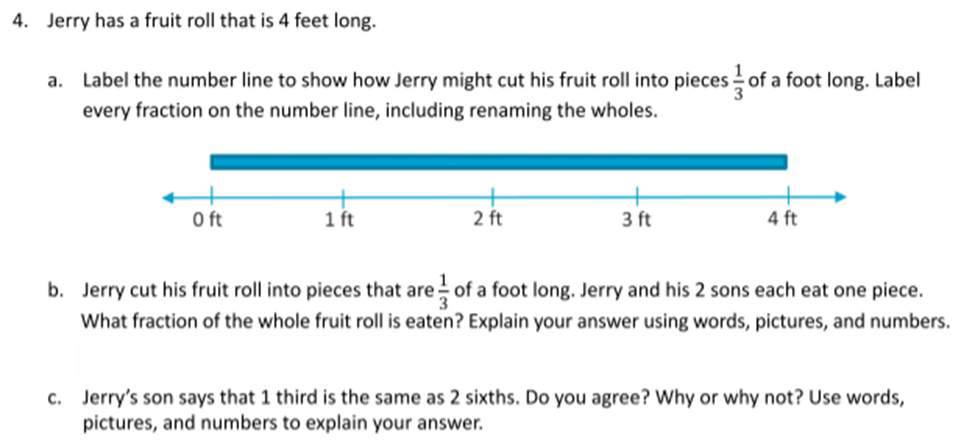 4. Jerry has a fruit roll that is 4 feet long.
a. Label the number line to show how Jerry might cut his fruit roll into pieces 1/3 of a foot long. Label
every fraction on the number line, including renaming the wholes.
0 ft 1 ft 2 ft 3 ft 4 ft
b. Jerry cut his fruit roll into pieces that are 1/3 of a foot long. Jerry and his 2 sons each eat one piece.
What fraction of the whole fruit roll is eaten? Explain your answer using words, pictures, and numbers.
c. Jerry’s son says that 1 third is the same as 2 sixths. Do you agree? Why or why not? Use words,
pictures, and numbers to explain your answer.